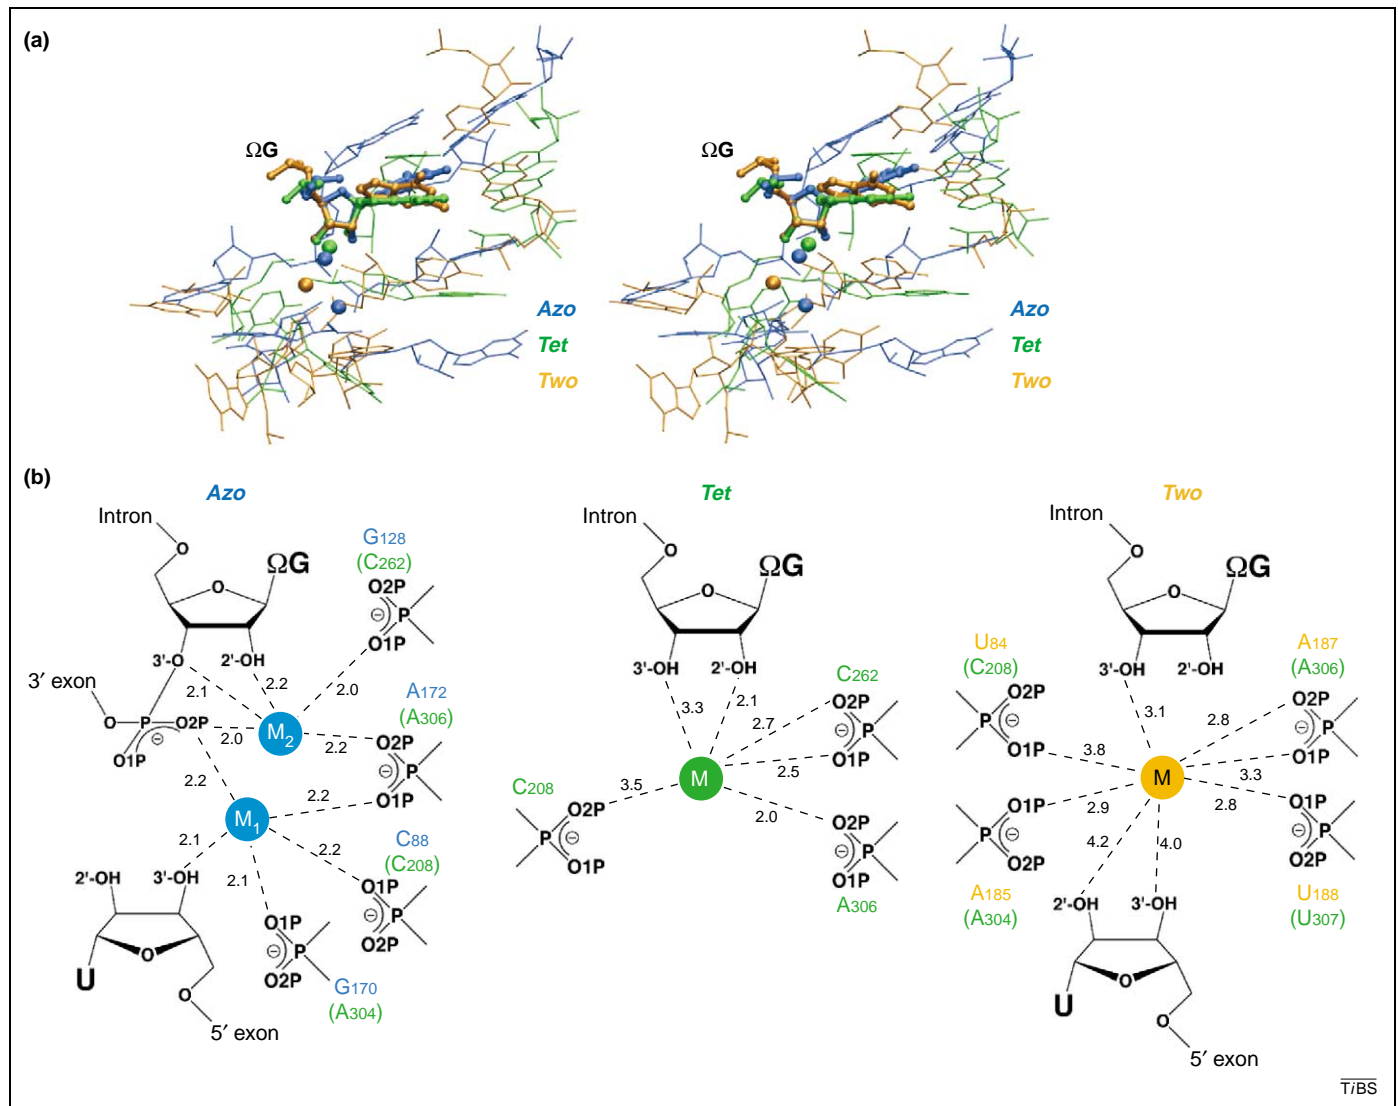 (a)
ΩG
Azo
Tet
Two
ΩG
Azo
Tet
Two
(b)
Azo
Intron
O
O
ΩG
3'-O
2'-OH
3′ exon
O
P
O2P
O1P
G128
(C262)
O2P
P
O1P
2.1
2.2
2.0
2.0
M2
A172
(A306)
2.2
O2P
P
O1P
2.2
2.2
M1
2.1
2.2
2.1
C88
(C208)
O1P
P
O2P
2'-OH
3'-OH
O
U
O
5′ exon
O1P
P
O2P
G170
(A304)
Tet
Intron
O
O
ΩG
3'-OH
2'-OH
3.3
2.1
2.7
2.5
3.5
2.0
M
C262
O2P
P
O1P
C208
O2P
P
O1P
O2P
P
O1P
A306
Two
Intron
O
O
ΩG
3'-OH
2'-OH
U84
(C208)
O2P
P
O1P
A187
(A306)
O2P
P
O1P
3.1
2.8
3.8
3.3
M
2.9
2.8
4.2
4.0
O1P
P
O2P
A185
(A304)
O1P
P
O2P
U188
(U307)
2'-OH
3'-OH
O
U
O
5′ exon
TiBS